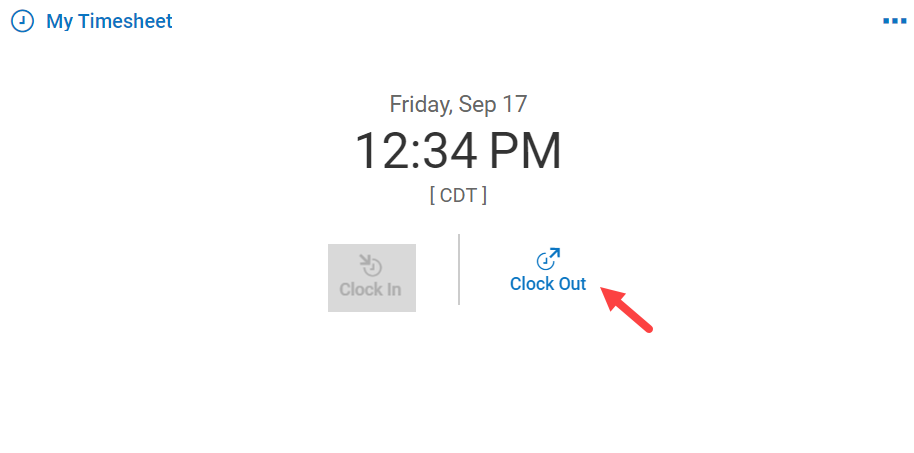 My Timesheet
Friday, Sep 17
12:34 PM
[ CDT ]
Clock In
Clock Out